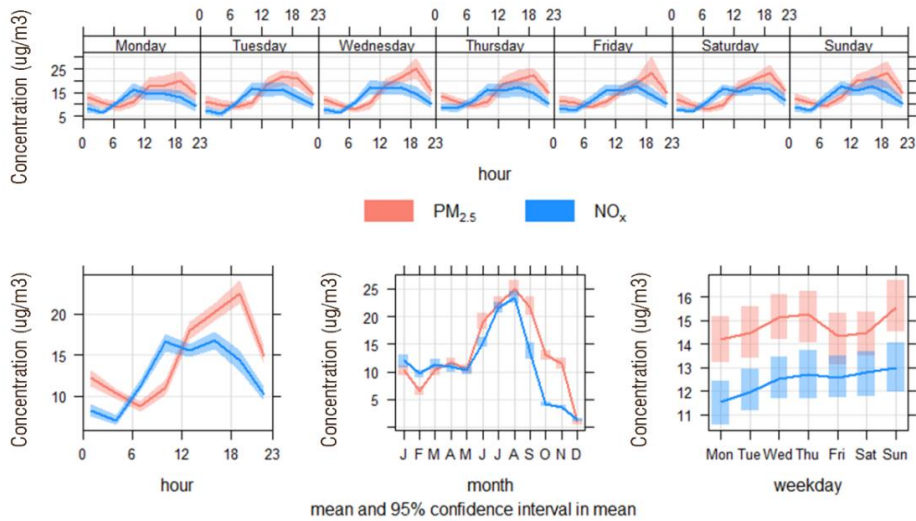 0 6 12 18 23 0 6 12 18 23 0 6 12 18 23
Monday Tuesday Wednesday Thursday Friday Saturday Sunday
Concentration (ug/m3)
25
15
5
0 6 12 18 23 0 6 12 18 23 0 6 12 18 23 0 6 12 18 23
hour
PM2.5 NOx
Concentration (ug/m3)
20
15
10
0 6 12 18 23
hour
Concentration (ug/m3)
25
20
15
10
5
J F M A M J J A S O N D
month
Concentration (ug/m3)
16
15
14
13
12
11
Mon Tue Wed Thu Fri Sat Sun
weekday
mean and 95% confidence interval in mean